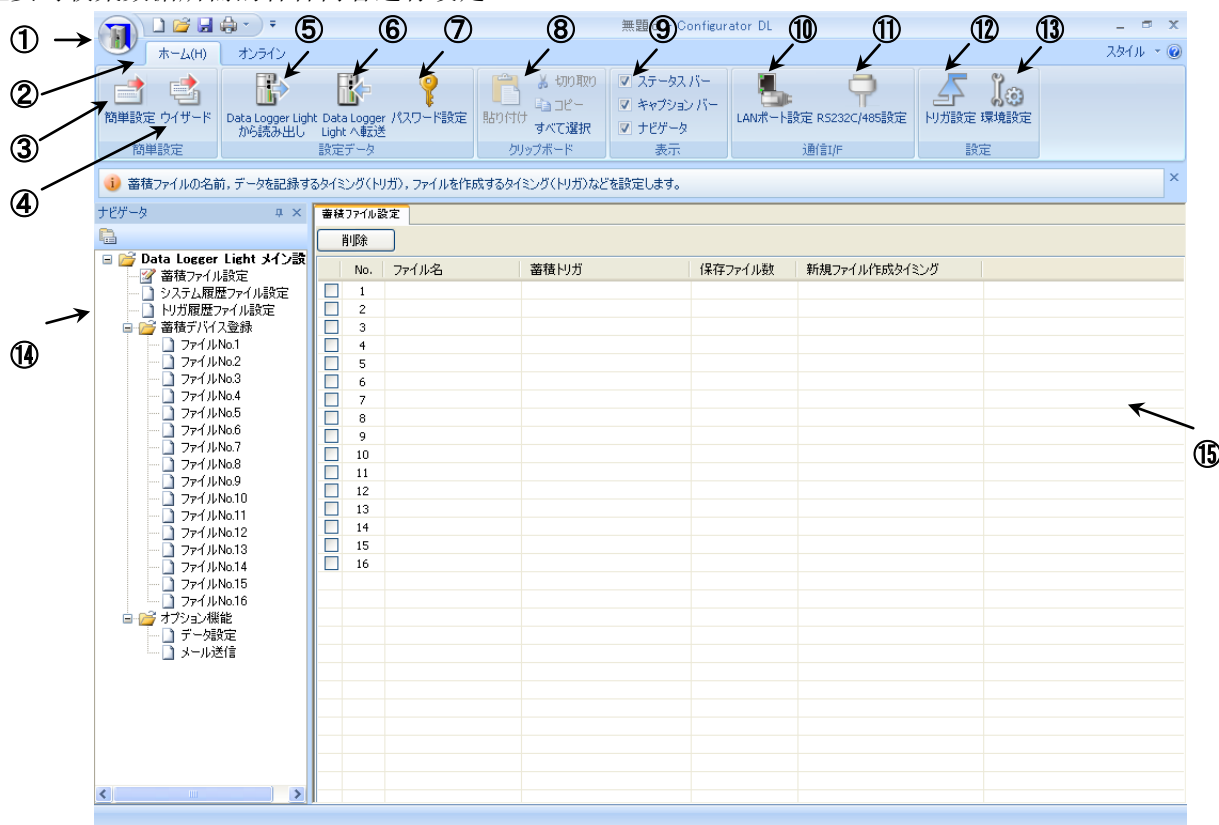 無題 Configurator DL
① ⑤ ⑥ ⑦ ⑧ ⑨ ⑩ ⑪ ⑫ ⑬
ホーム(H) オンライン スタイル
② ③ ④
簡単設定 ウィザード
簡単設定
Data Logger Light から読み出し
Data Logger Light へ転送
パスワード設定
設定データ
貼り付け
切り取り
コピー
すべて選択
クリップボード
ステータス バー
キャプション バー
ナビゲータ
表示
LANポート設定 RS232C/485設定
通信I/F
トリガ設定 環境設定
設定
蓄積ファイルの名前，データを記録するタイミング(トリガ)，ファイルを作成するタイミング(トリガ)などを設定します。
ナビゲータ
Data Logger Light メイン設
蓄積ファイル設定
システム履歴ファイル設定
トリガ履歴ファイル設定
蓄積デバイス登録
ファイルNo.1
ファイルNo.2
ファイルNo.3
ファイルNo.4
ファイルNo.5
ファイルNo.6
ファイルNo.7
ファイルNo.8
ファイルNo.9
ファイルNo.10
ファイルNo.11
ファイルNo.12
ファイルNo.13
ファイルNo.14
ファイルNo.15
ファイルNo.16
オプション機能
データ設定
メール送信
⑭
蓄積ファイル設定
削除
No. ファイル名 蓄積トリガ 保存ファイル数 新規ファイル作成タイミング
1
2
3
4
5
6
7
8
9
10
11
12
13
14
15
16
⑮